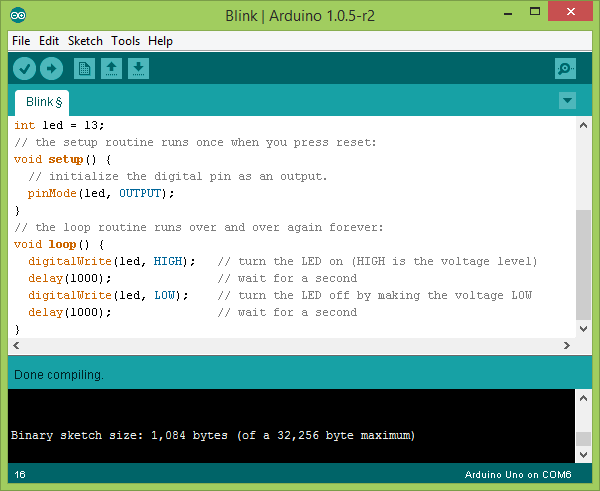 Blink | Arduino 1.0.5-r2
File Edit Sketch Tools Help
Blink §
int led = 13;
// the setup routine runs once when you press reset:
void setup() {
  // initialize the digital pin as an output.
  pinMode(led, OUTPUT);
}
// the loop routine runs over and over again forever:
void loop() {
  digitalWrite(led, HIGH);   // turn the LED on (HIGH is the voltage level)
  delay(1000);               // wait for a second
  digitalWrite(led, LOW);    // turn the LED off by making the voltage LOW
  delay(1000);               // wait for a second
}
Done compiling.
Binary sketch size: 1,084 bytes (of a 32,256 byte maximum)
16 Arduino Uno on COM6